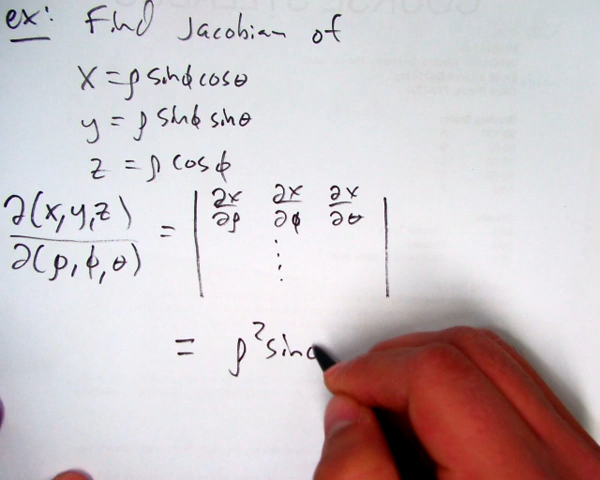 ex: Find Jacobian of
x = ρ sinφ cosθ
y = ρ sinφ sinθ
z = ρ cosφ
∂(x,y,z)/∂(ρ,φ,θ) = | ∂x/∂ρ ∂x/∂φ ∂x/∂θ |
⋮
= ρ² sin